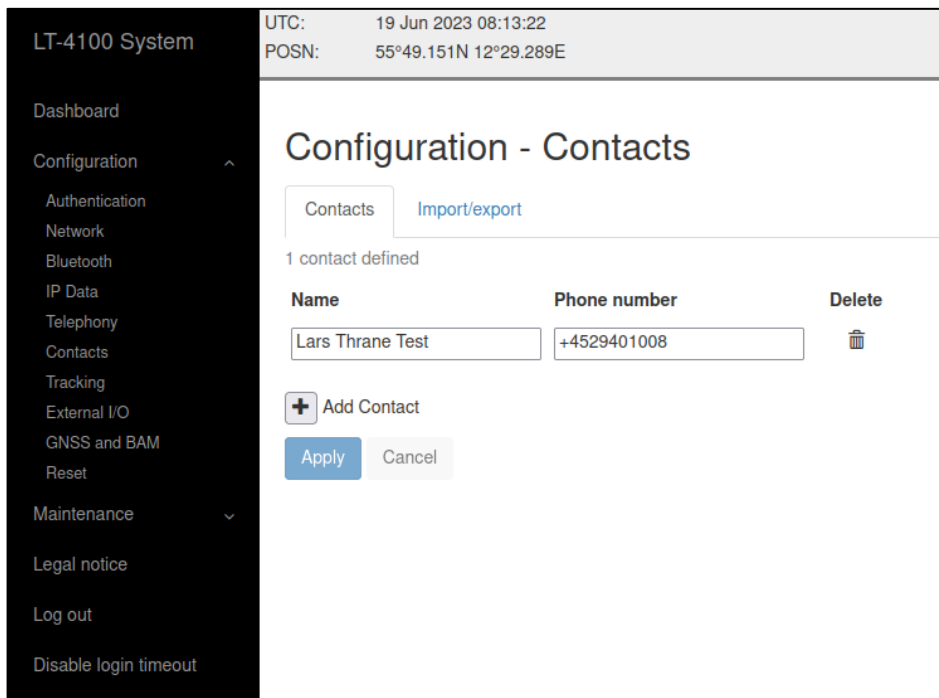 LT-4100 System
UTC: 19 Jun 2023 08:13:22
POSN: 55°49.151N 12°29.289E
Dashboard
Configuration
Authentication
Network
Bluetooth
IP Data
Telephony
Contacts
Tracking
External I/O
GNSS and BAM
Reset
Maintenance
Legal notice
Log out
Disable login timeout
Configuration - Contacts
Contacts Import/export
1 contact defined
Name Phone number Delete
Lars Thrane Test +4529401008
Add Contact
Apply Cancel